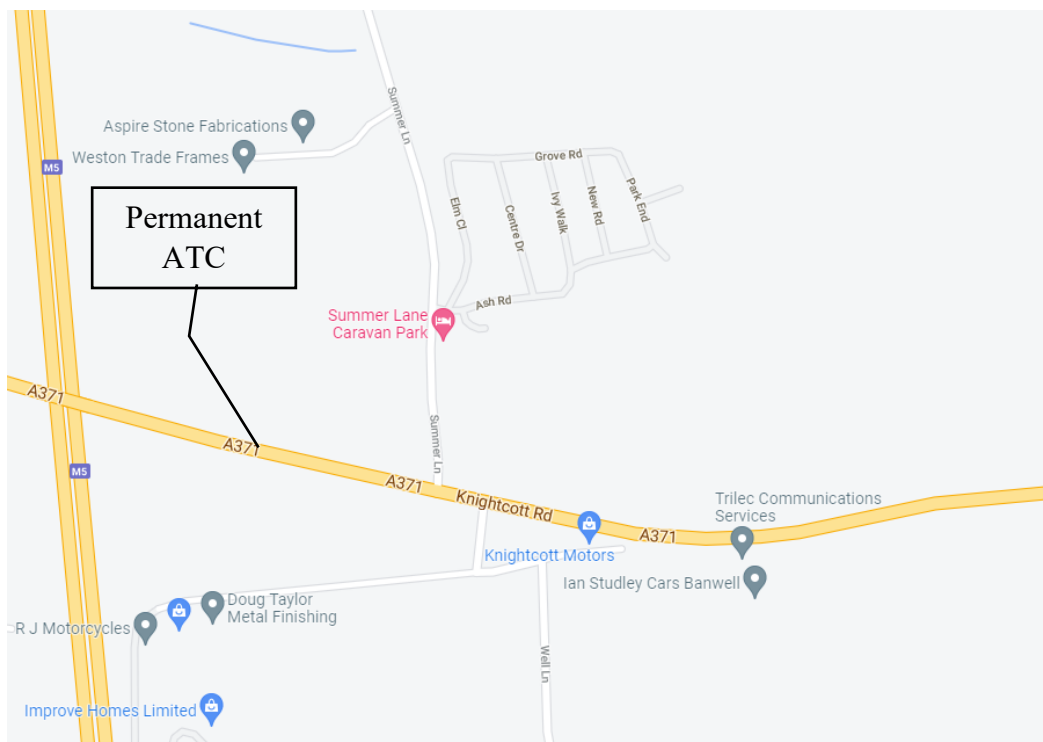 Summer Ln
Aspire Stone Fabrications
Weston Trade Frames
M5
Grove Rd
Permanent
ATC
Elm Cl
Centre Dr
Ivy Walk
New Rd
Park End
Ash Rd
Summer Lane
Caravan Park
A371
Summer Ln
A371
M5
A371
Knightcott Rd
Trilec Communications
Services
A371
Knightcott Motors
Ian Studley Cars Banwell
Doug Taylor
Metal Finishing
R J Motorcycles
Well Ln
Improve Homes Limited